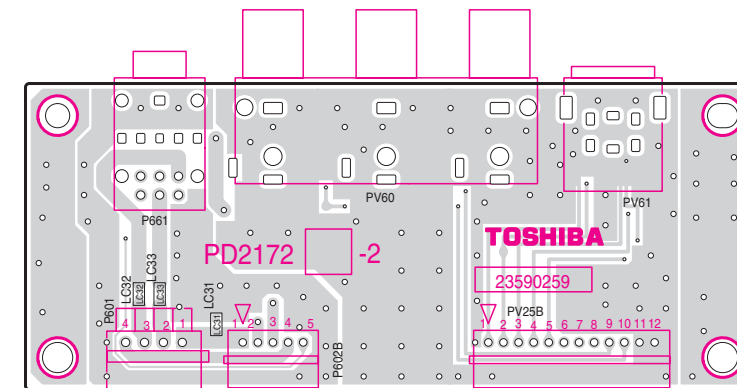 P661
PV60
PV61
TOSHIBA
PD2172 -2
23590259
PV25B
P601
LC32
LC33
LC31
LC32
LC33
LC31
4 3 2 1
1 2 3 4 5
P602B
1 2 3 4 5 6 7 8 9 10 11 12